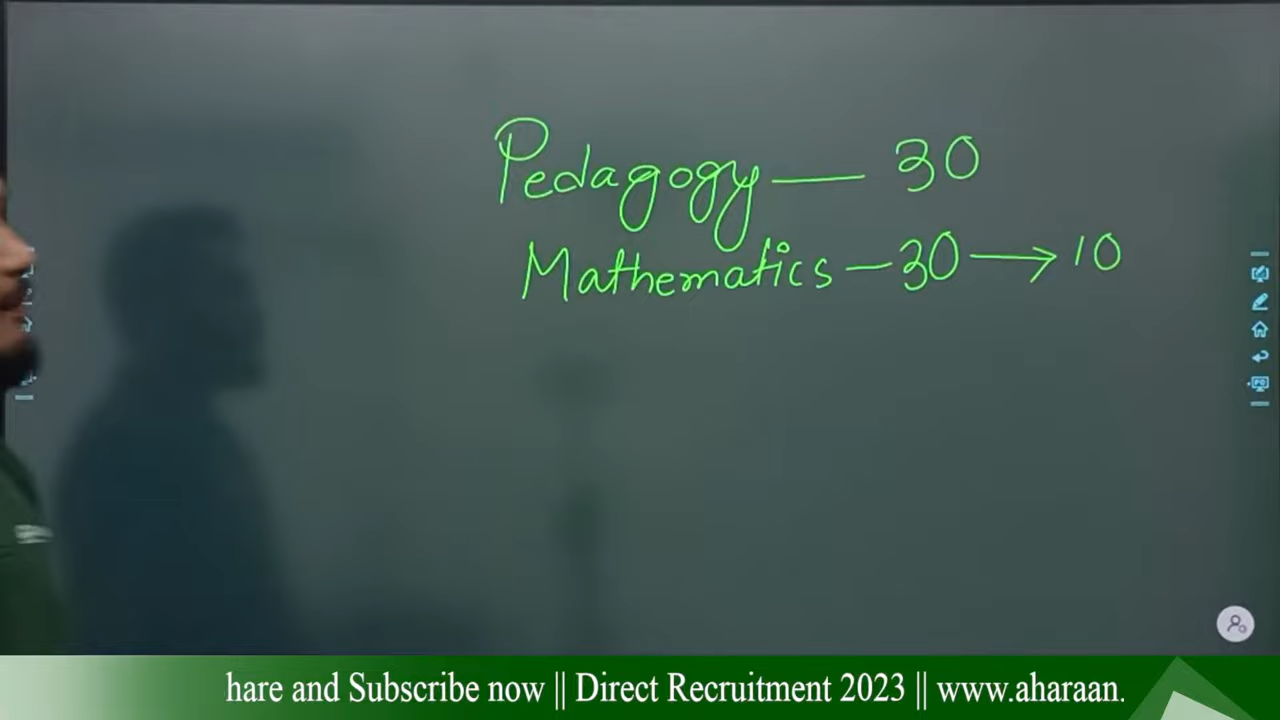 Pedagogy — 30
Mathematics — 30 → 10
hare and Subscribe now || Direct Recruitment 2023 || www.aharaan.